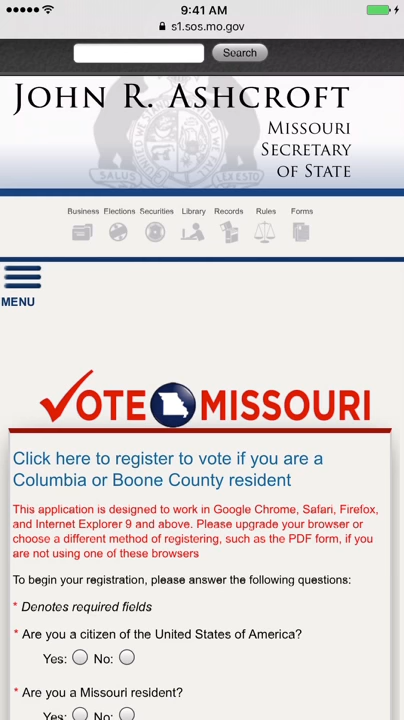 9:41 AM
s1.sos.mo.gov
Search
JOHN R. ASHCROFT
MISSOURI
SECRETARY
OF STATE
SALUS EX ESTO
Business Elections Securities Library Records Rules Forms
MENU
VOTE MISSOURI
Click here to register to vote if you are a
Columbia or Boone County resident
This application is designed to work in Google Chrome, Safari, Firefox,
and Internet Explorer 9 and above. Please upgrade your browser or
choose a different method of registering, such as the PDF form, if you
are not using one of these browsers
To begin your registration, please answer the following questions:
* Denotes required fields
* Are you a citizen of the United States of America?
Yes: No:
* Are you a Missouri resident?
Yes: No: